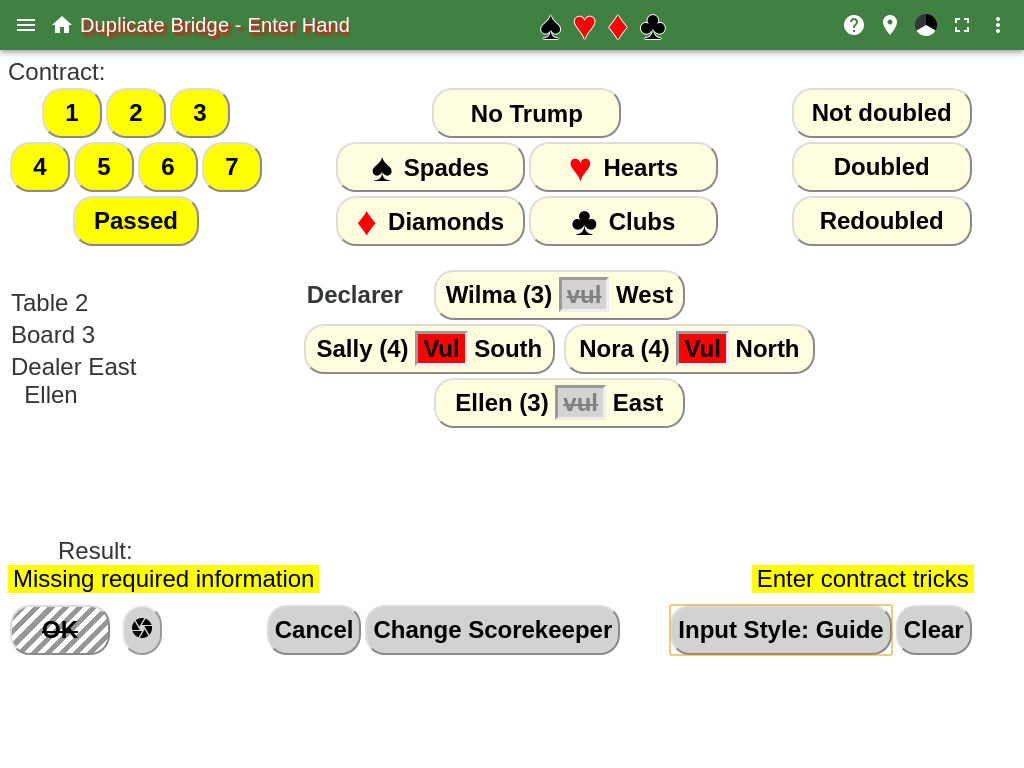 Duplicate Bridge - Enter Hand ♠ ♥ ♦ ♣
Contract:
1 2 3 No Trump Not doubled
4 5 6 7 ♠ Spades ♥ Hearts Doubled
Passed ♦ Diamonds ♣ Clubs Redoubled
Declarer Wilma (3) vul West
Table 2
Board 3 Sally (4) Vul South Nora (4) Vul North
Dealer East
Ellen Ellen (3) vul East
Result:
Missing required information Enter contract tricks
OK Cancel Change Scorekeeper Input Style: Guide Clear